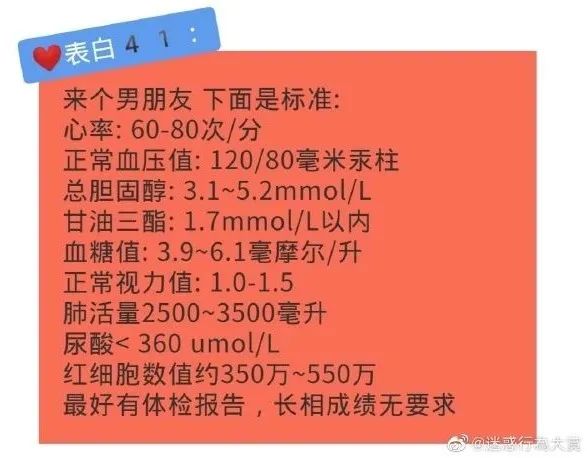 表白41：
来个男朋友 下面是标准:
心率: 60-80次/分
正常血压值: 120/80毫米汞柱
总胆固醇: 3.1~5.2mmol/L
甘油三酯: 1.7mmol/L以内
血糖值: 3.9~6.1毫摩尔/升
正常视力值: 1.0-1.5
肺活量2500~3500毫升
尿酸< 360 umol/L
红细胞数值约350万~550万
最好有体检报告，长相成绩无要求
@迷惑行為大賞